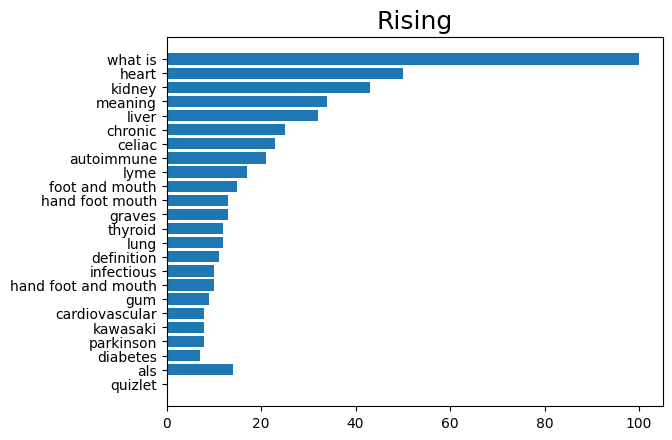 Rising
what is
heart
kidney
meaning
liver
chronic
celiac
autoimmune
lyme
foot and mouth
hand foot mouth
graves
thyroid
lung
definition
infectious
hand foot and mouth
gum
cardiovascular
kawasaki
parkinson
diabetes
als
quizlet
0 20 40 60 80 100